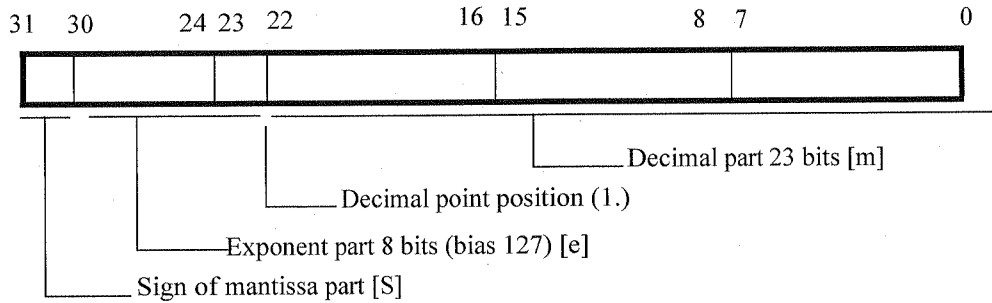 31 30 24 23 22 16 15 8 7 0
Decimal part 23 bits [m]
Decimal point position (1.)
Exponent part 8 bits (bias 127) [e]
Sign of mantissa part [S]